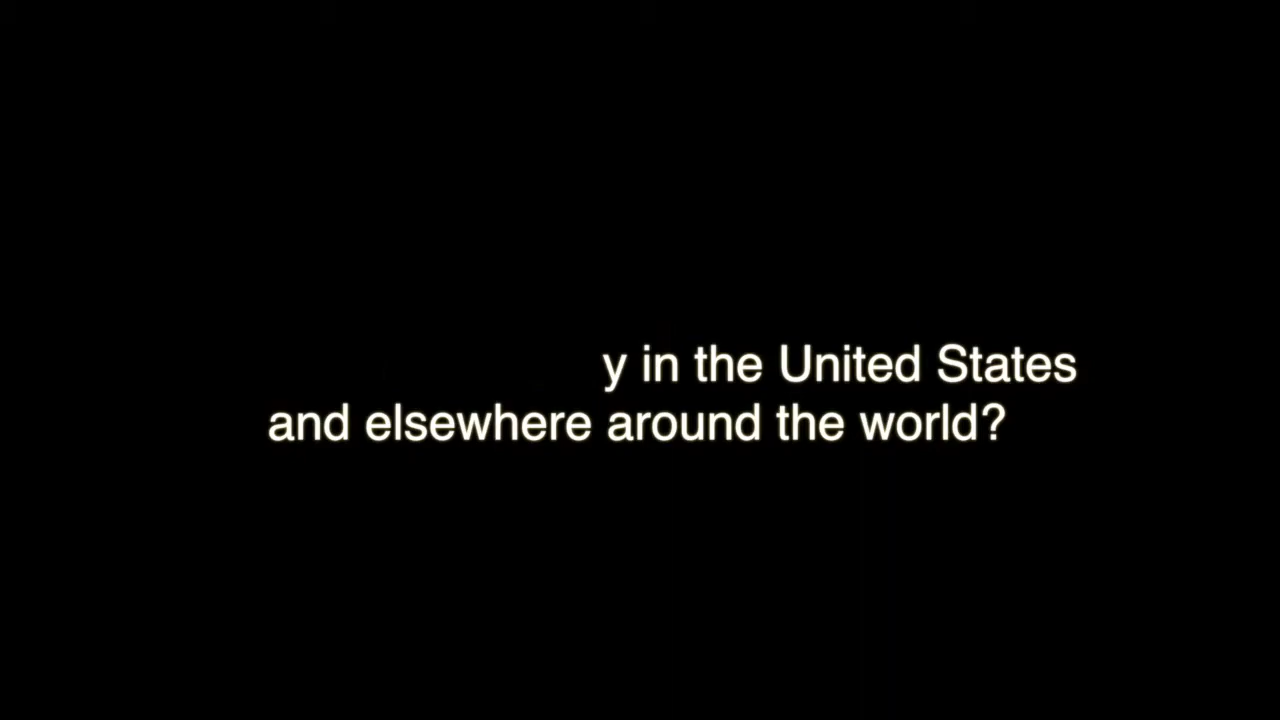 y in the United States
and elsewhere around the world?